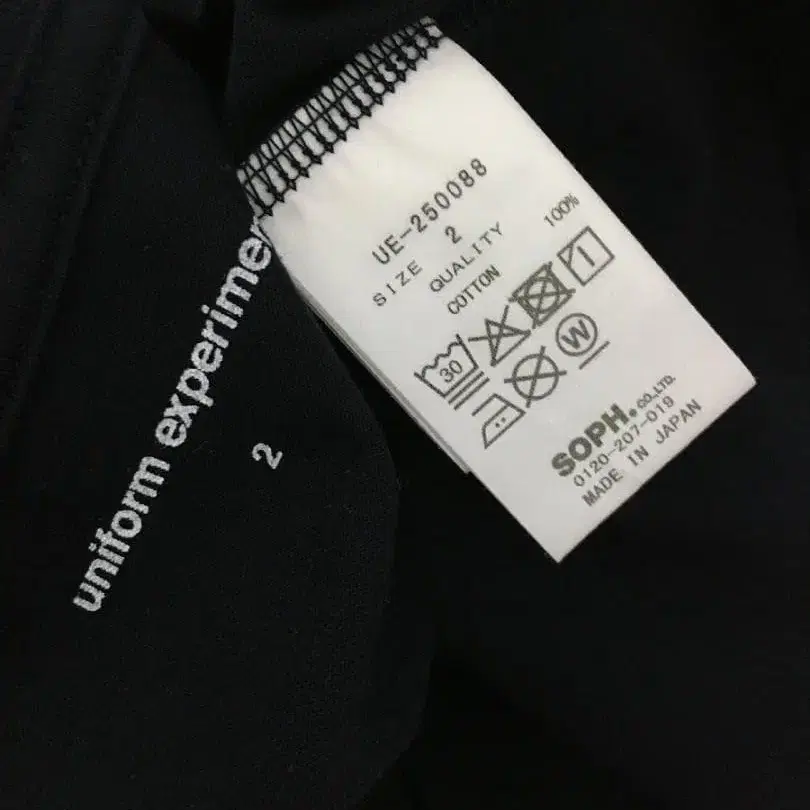 uniform experimen
2
UE-250088
SIZE 2
QUALITY
COTTON 100%
30
W
SOPH. CO.,LTD.
0120-207-019
MADE IN JAPAN